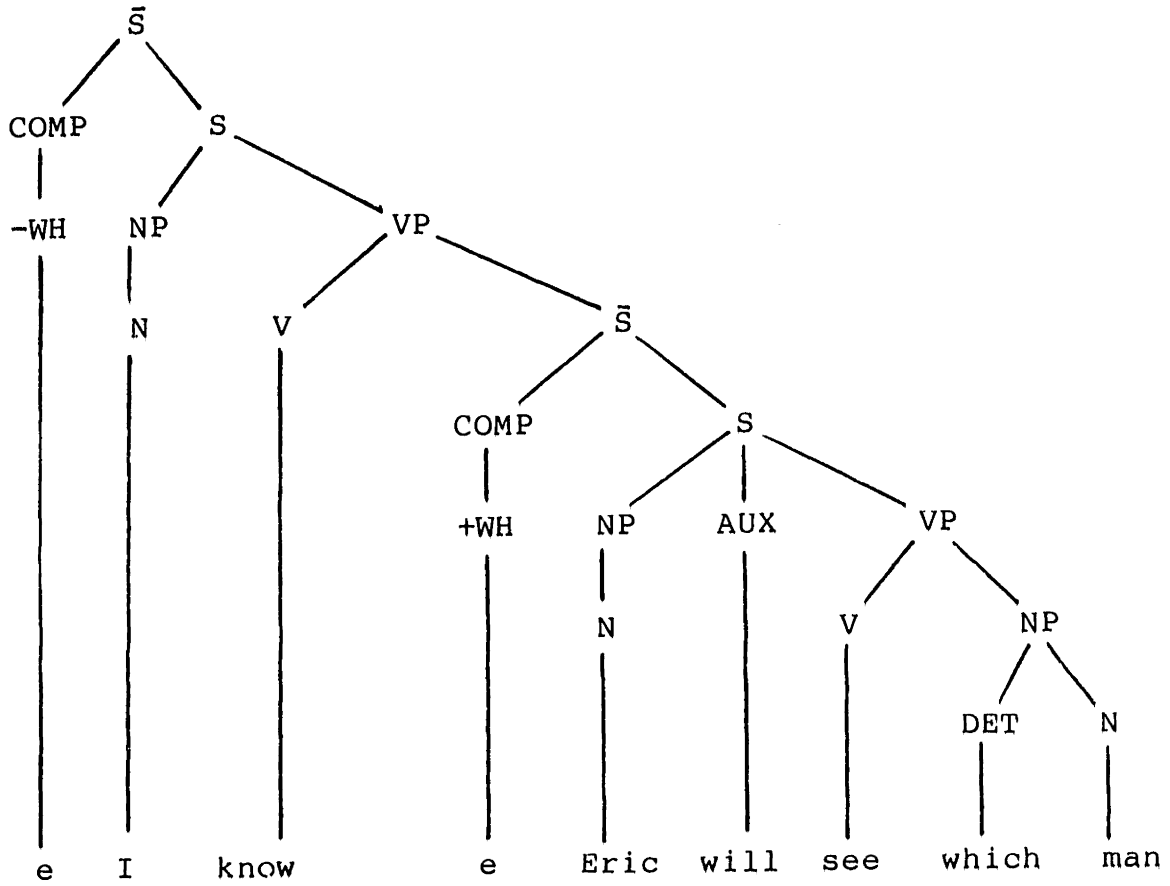 S̄
COMP S
-WH NP VP
N V S̄
COMP S
+WH NP AUX VP
N V NP
DET N
e I know e Eric will see which man